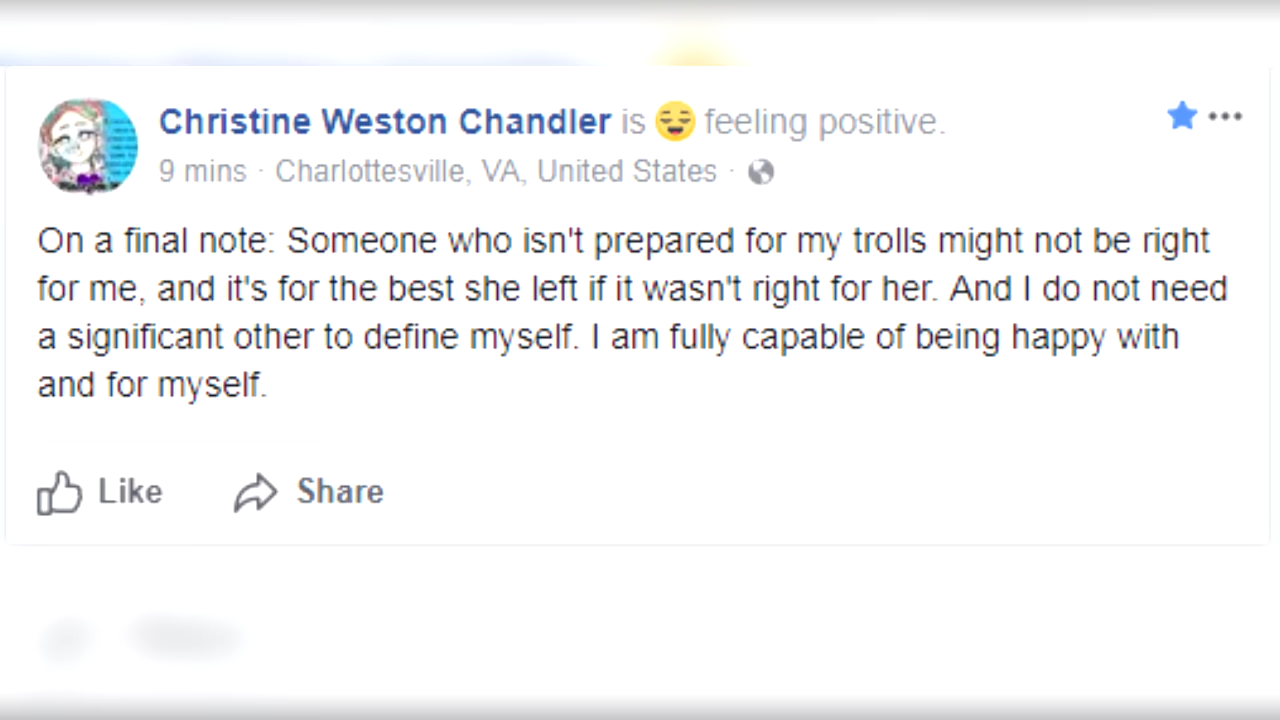 Christine Weston Chandler is feeling positive.
9 mins · Charlottesville, VA, United States ·
On a final note: Someone who isn't prepared for my trolls might not be right
for me, and it's for the best she left if it wasn't right for her. And I do not need
a significant other to define myself. I am fully capable of being happy with
and for myself.
Like Share